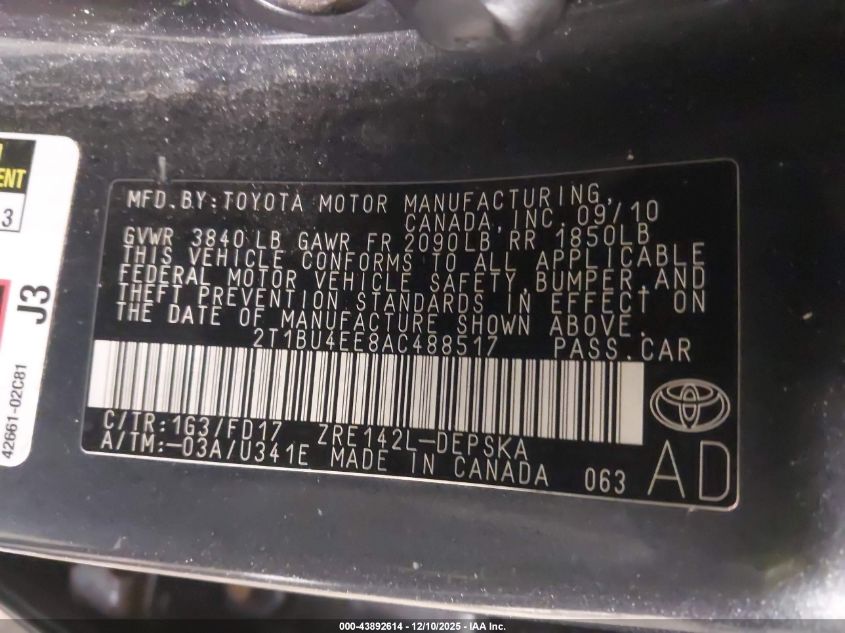 MFD.BY:TOYOTA MOTOR MANUFACTURING,
CANADA,INC.09/10
GVWR 3840LB GAWR FR 2090LB RR 1850LB
THIS VEHICLE CONFORMS TO ALL APPLICABLE
FEDERAL MOTOR VEHICLE SAFETY,BUMPER,AND
THEFT PREVENTION STANDARDS IN EFFECT ON
THE DATE OF MANUFACTURE SHOWN ABOVE.
2T1BU4EE8AC488517 PASS.CAR
C/TR:1G3/FD17 ZRE142L-DEPSKA
A/TM:-03A/U341E MADE IN CANADA 063
AD
3
J3
42661-02C81
000-43892614 - 12/10/2025 - © IAA Inc.